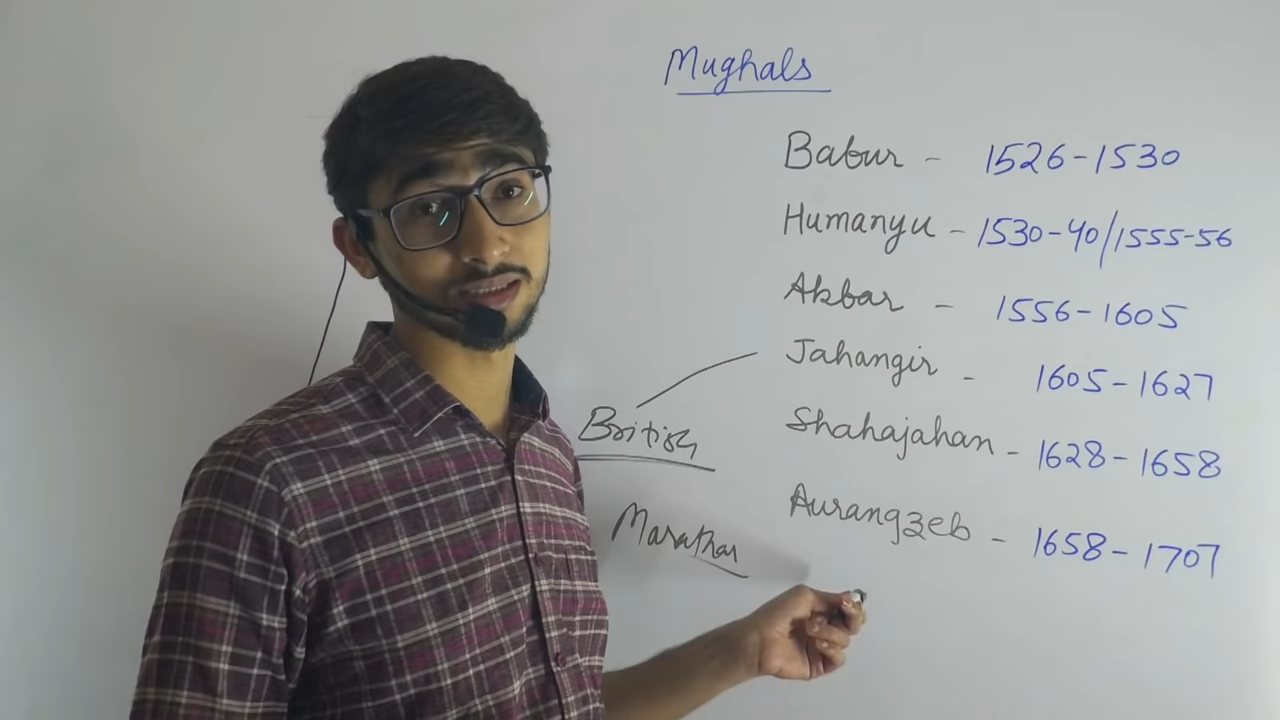 Mughals
Babur - 1526-1530
Humanyu - 1530-40/1555-56
Akbar - 1556-1605
Jahangir - 1605-1627
Shahajahan - 1628-1658
Aurangzeb - 1658-1707
British
Marathas